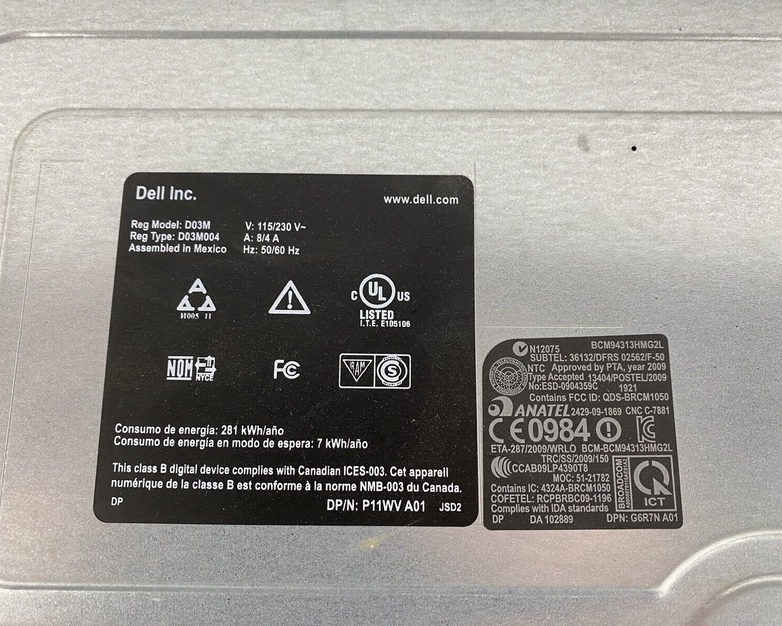 Dell Inc.
www.dell.com
Reg Model: D03M
Reg Type: D03M004
Assembled in Mexico
V: 115/230 V~
A: 8/4 A
Hz: 50/60 Hz
A
A A
И005 II
C UL US
LISTED
I.T.E. E105106
NOM
NYCE
FC
S
Consumo de energía: 281 kWh/año
Consumo de energía en modo de espera: 7 kWh/año
This class B digital device complies with Canadian ICES-003. Cet appareil
numérique de la classe B est conforme à la norme NMB-003 du Canada.
DP
DP/N: P11WV A01
JSD2
N12075
BCM94313HMG2L
SUBTEL: 36132/DFRS 02562/F-50
NTC Approved by PTA, year 2009
Type Accepted 13404/POSTEL/2009
No:ESD-0904359C 1921
Contains FCC ID: QDS-BRCM1050
ANATEL 2429-09-1869 CNC C-7881
CE0984
ETA-287/2009/WRLO BCM-BCM94313HMG2L
TRC/SS/2009/150
CCAB09LP4390T8
MOC: 51-21782
Contains IC: 4324A-BRCM1050
COFETEL: RCPBRBC09-1196
Complies with IDA standards
DP DA 102889
BROADCOM
ICT
DPN: G6R7N A01